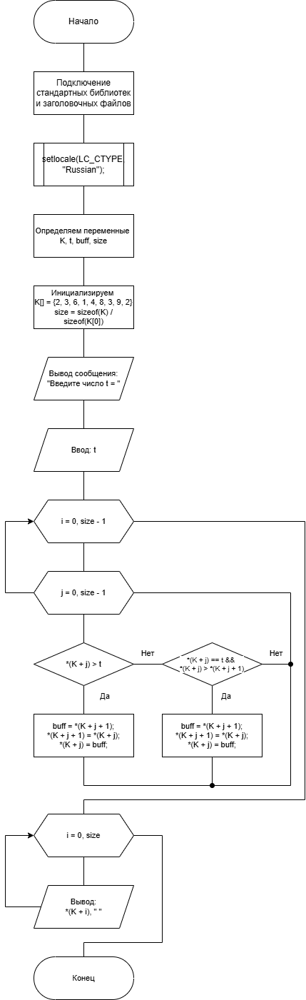 Начало
Подключение
стандартных библиотек
и заголовочных файлов
setlocale(LC_CTYPE,
"Russian");
Определяем переменные
K, t, buff, size
Инициализируем
K[] = {2, 3, 6, 1, 4, 8, 3, 9, 2}
size = sizeof(K) /
sizeof(K[0])
Вывод сообщения:
"Введите число t = "
Ввод: t
i = 0, size - 1
j = 0, size - 1
*(K + j) > t
Нет
*(K + j) == t &&
*(K + j) > *(K + j + 1)
Нет
Да
Да
buff = *(K + j + 1);
*(K + j + 1) = *(K + j);
*(K + j) = buff;
buff = *(K + j + 1);
*(K + j + 1) = *(K + j);
*(K + j) = buff;
i = 0, size
Вывод:
*(K + i), " "
Конец